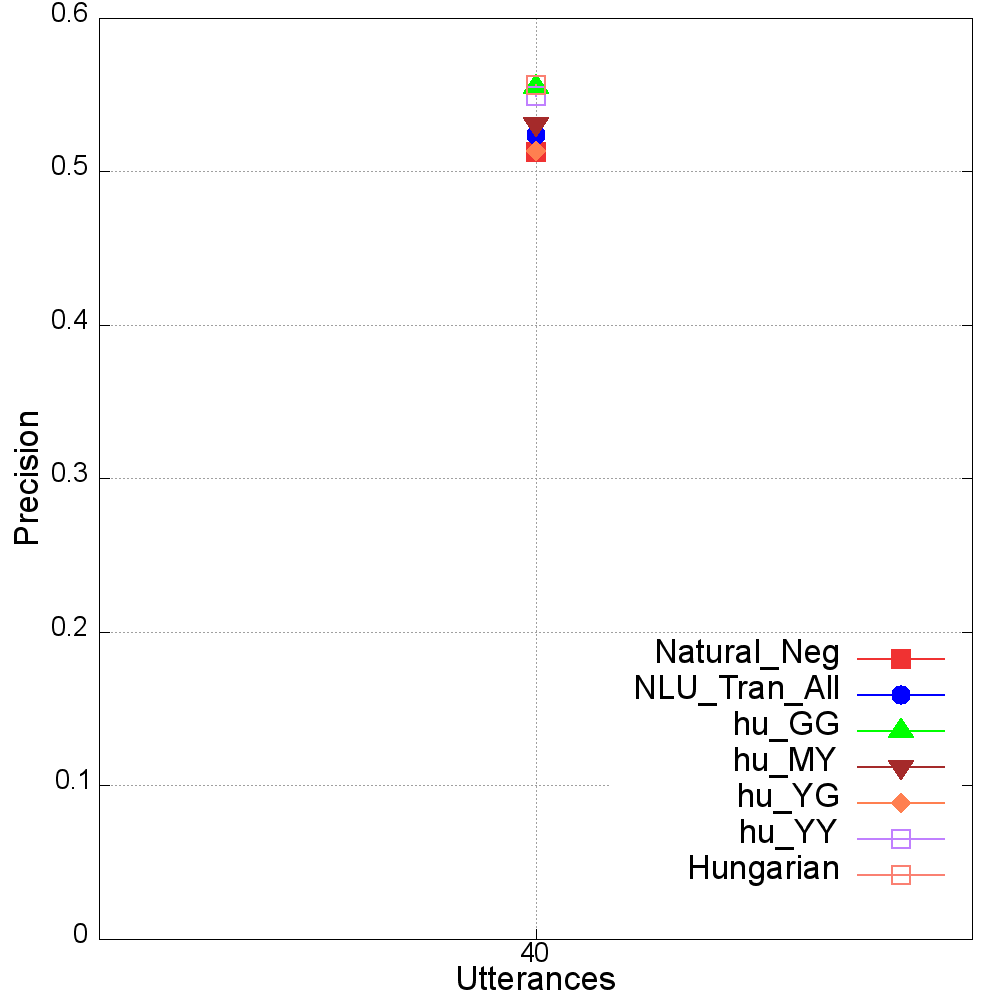 0.6
0.5
0.4
0.3
0.2
0.1
0
Precision
Natural_Neg
NLU_Tran_All
hu_GG
hu_MY
hu_YG
hu_YY
Hungarian
40
Utterances